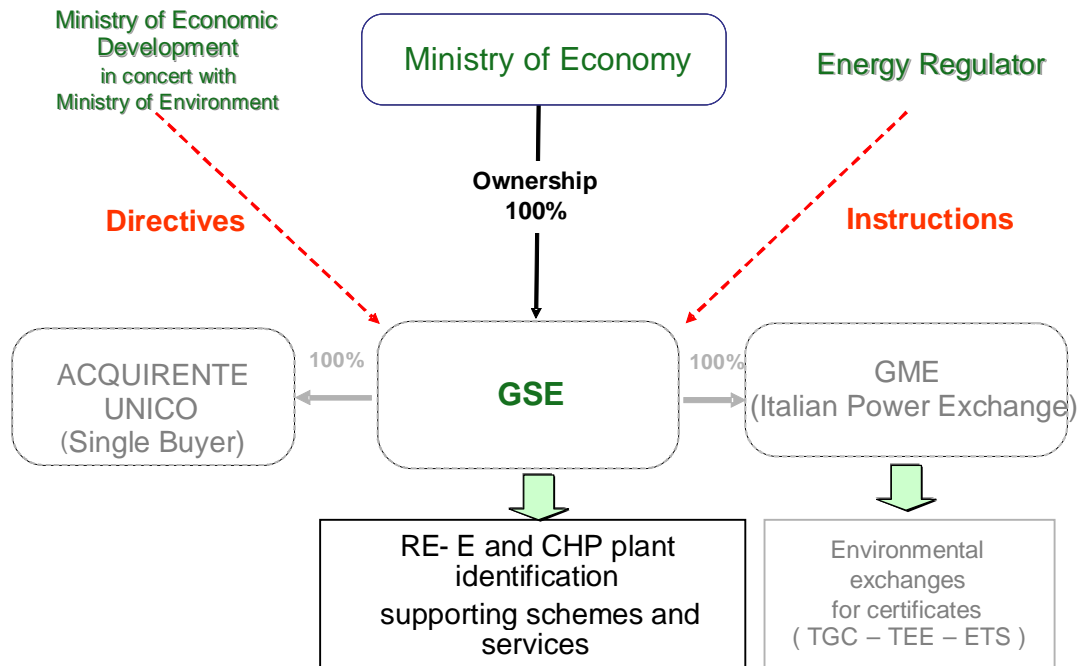 Ministry of Economic
Development
in concert with
Ministry of Environment
Ministry of Economy
Energy Regulator
Ownership
100%
Directives
Instructions
ACQUIRENTE
UNICO
(Single Buyer)
100%
GSE
100%
GME
(Italian Power Exchange)
RE- E and CHP plant
identification
supporting schemes and
services
Environmental
exchanges
for certificates
( TGC – TEE – ETS )